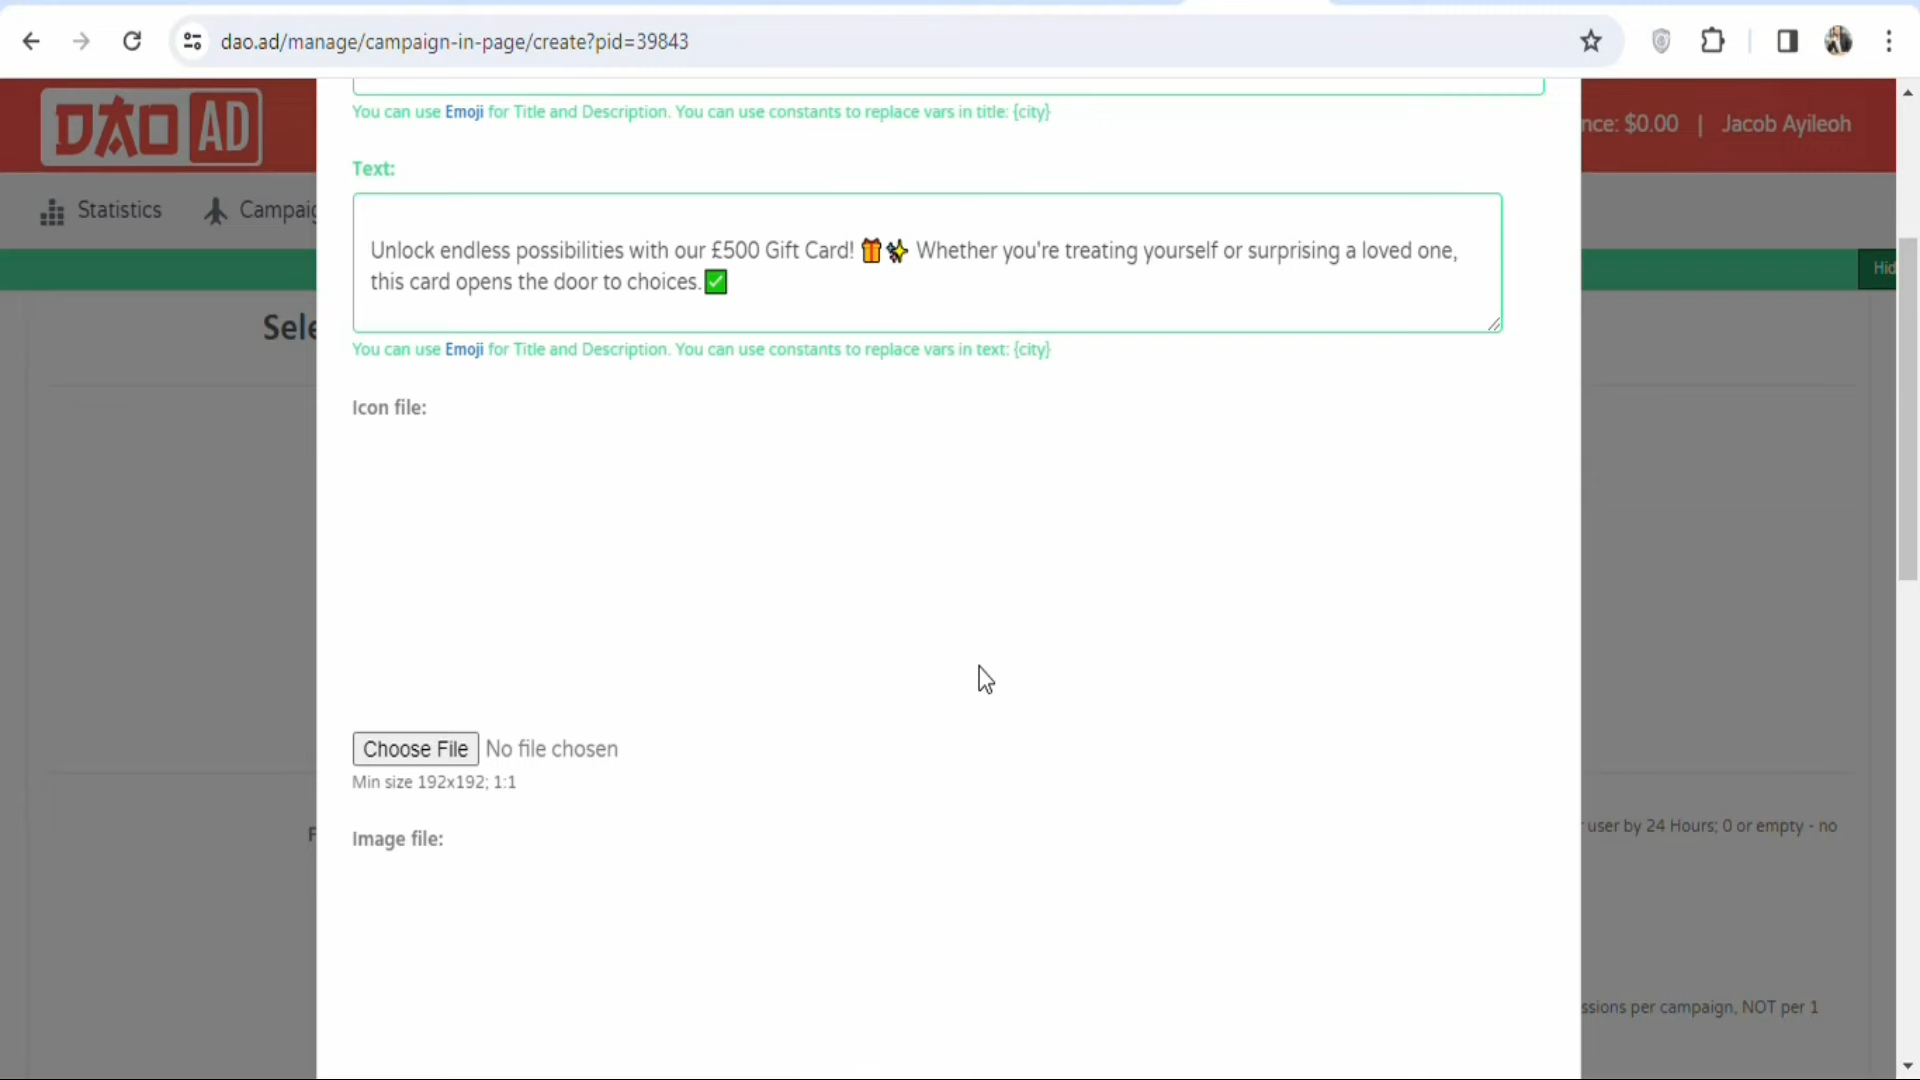 dao.ad/manage/campaign-in-page/create?pid=39843
DAO AD
nce: $0.00 | Jacob Ayileoh
You can use Emoji for Title and Description. You can use constants to replace vars in title: {city}
Text:
Statistics
Campaig
Unlock endless possibilities with our £500 Gift Card! 🎁✨ Whether you're treating yourself or surprising a loved one,
this card opens the door to choices.✅
Hid
Sele
You can use Emoji for Title and Description. You can use constants to replace vars in text: {city}
Icon file:
Choose File No file chosen
Min size 192x192; 1:1
Image file:
F
user by 24 Hours; 0 or empty - no
ssions per campaign, NOT per 1